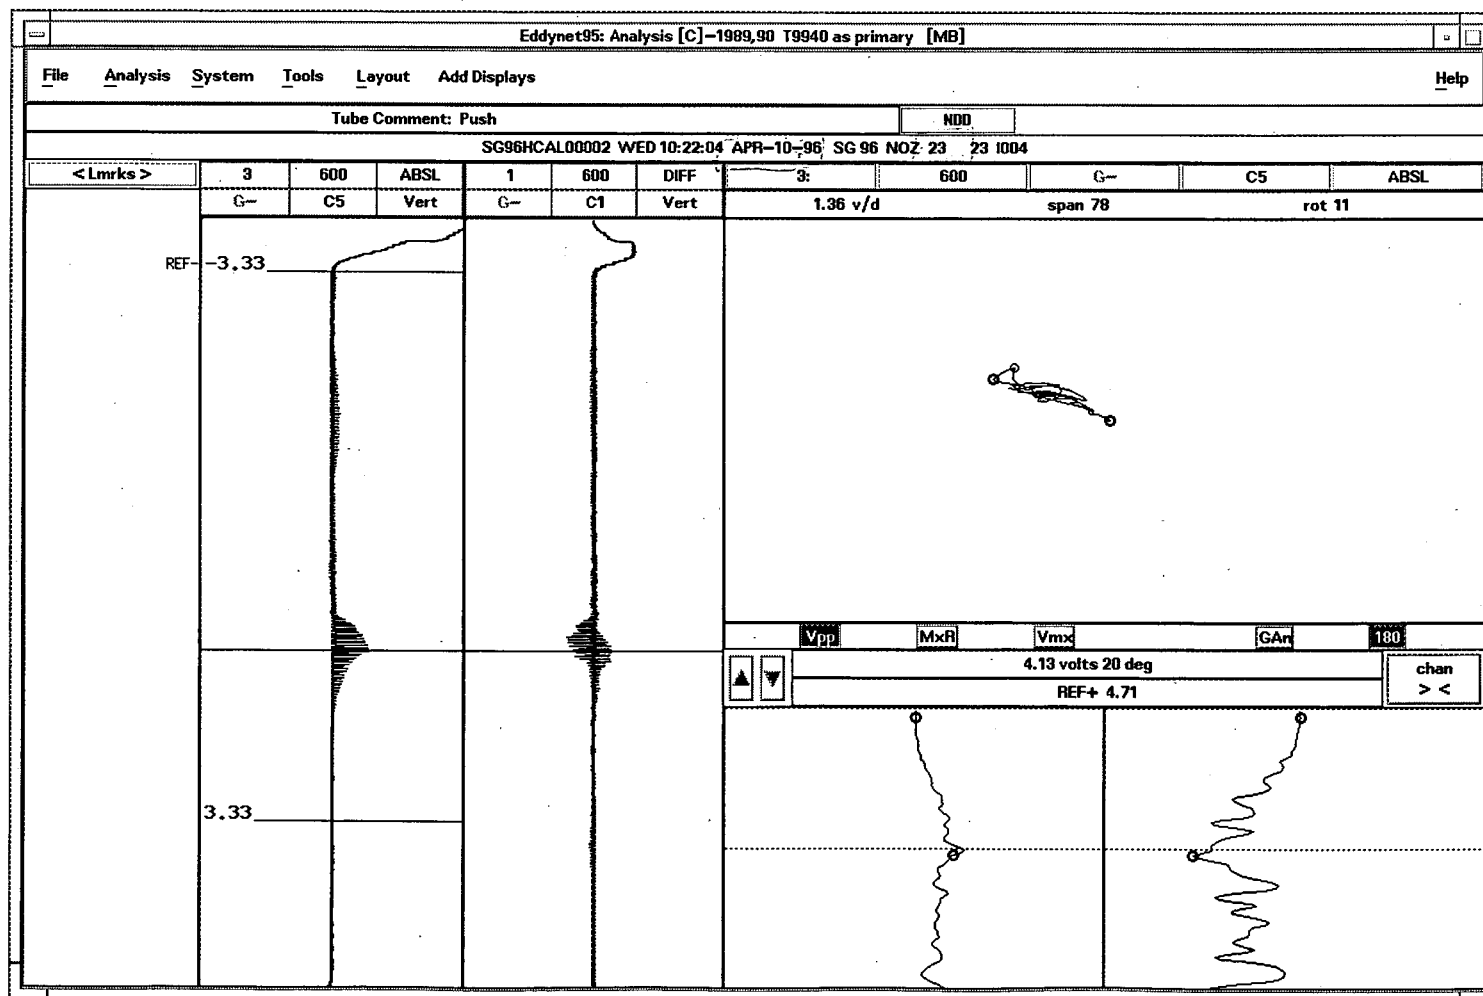 Eddynet95: Analysis [C]-1989,90 T9940 as primary [MB]
File Analysis System Tools Layout Add Displays Help
Tube Comment: Push NDD
SG96HCAL00002 WED 10:22:04 APR-10-96 SG 96 NOZ 23 23 I004
< Lmrks > 3 600 ABSL 1 600 DIFF 3: 600 G- C5 ABSL
G- C5 Vert G- C1 Vert 1.36 v/d span 78 rot 11
REF- -3.33
Vpp MxR Vmx GAn 180
4.13 volts 20 deg chan
REF+ 4.71 > <
3.33